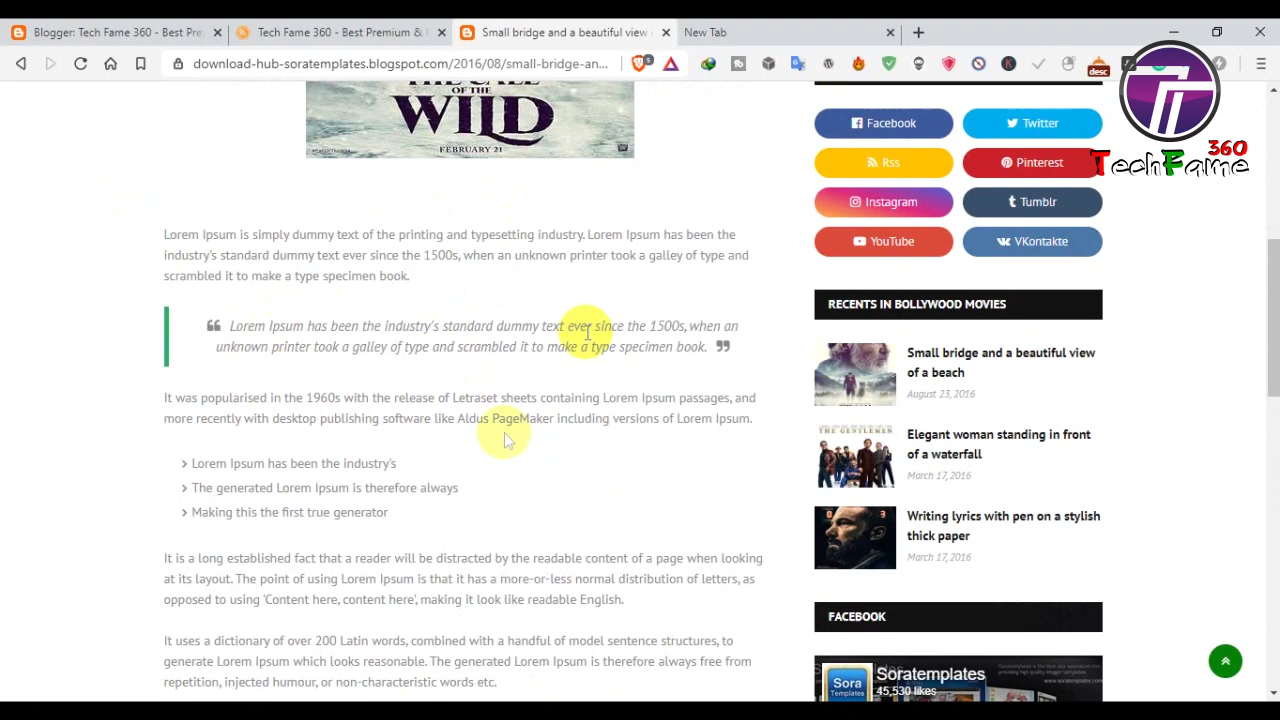 Blogger: Tech Fame 360 - Best Pre
Tech Fame 360 - Best Premium &
Small bridge and a beautiful view
New Tab
download-hub-soratemplates.blogspot.com/2016/08/small-bridge-an...
5
desc
360
TechFame
OF THE
WILD
FEBRUARY 21
Facebook
Twitter
Rss
Pinterest
Instagram
Tumblr
YouTube
VKontakte
Lorem Ipsum is simply dummy text of the printing and typesetting industry. Lorem Ipsum has been the
industry's standard dummy text ever since the 1500s, when an unknown printer took a galley of type and
scrambled it to make a type specimen book.
Lorem Ipsum has been the industry's standard dummy text ever since the 1500s, when an
unknown printer took a galley of type and scrambled it to make a type specimen book.
It was popularised in the 1960s with the release of Letraset sheets containing Lorem Ipsum passages, and
more recently with desktop publishing software like Aldus PageMaker including versions of Lorem Ipsum.
Lorem Ipsum has been the industry's
The generated Lorem Ipsum is therefore always
Making this the first true generator
It is a long established fact that a reader will be distracted by the readable content of a page when looking
at its layout. The point of using Lorem Ipsum is that it has a more-or-less normal distribution of letters, as
opposed to using 'Content here, content here', making it look like readable English.
It uses a dictionary of over 200 Latin words, combined with a handful of model sentence structures, to
generate Lorem Ipsum which looks reasonable. The generated Lorem Ipsum is therefore always free from
words etc.
RECENTS IN BOLLYWOOD MOVIES
Small bridge and a beautiful view
of a beach
August 23, 2016
THE GENTLEMEN
Elegant woman standing in front
of a waterfall
March 17, 2016
Writing lyrics with pen on a stylish
thick paper
March 17, 2016
FACEBOOK
Sora
Templates
Soratemplates
45,530 likes